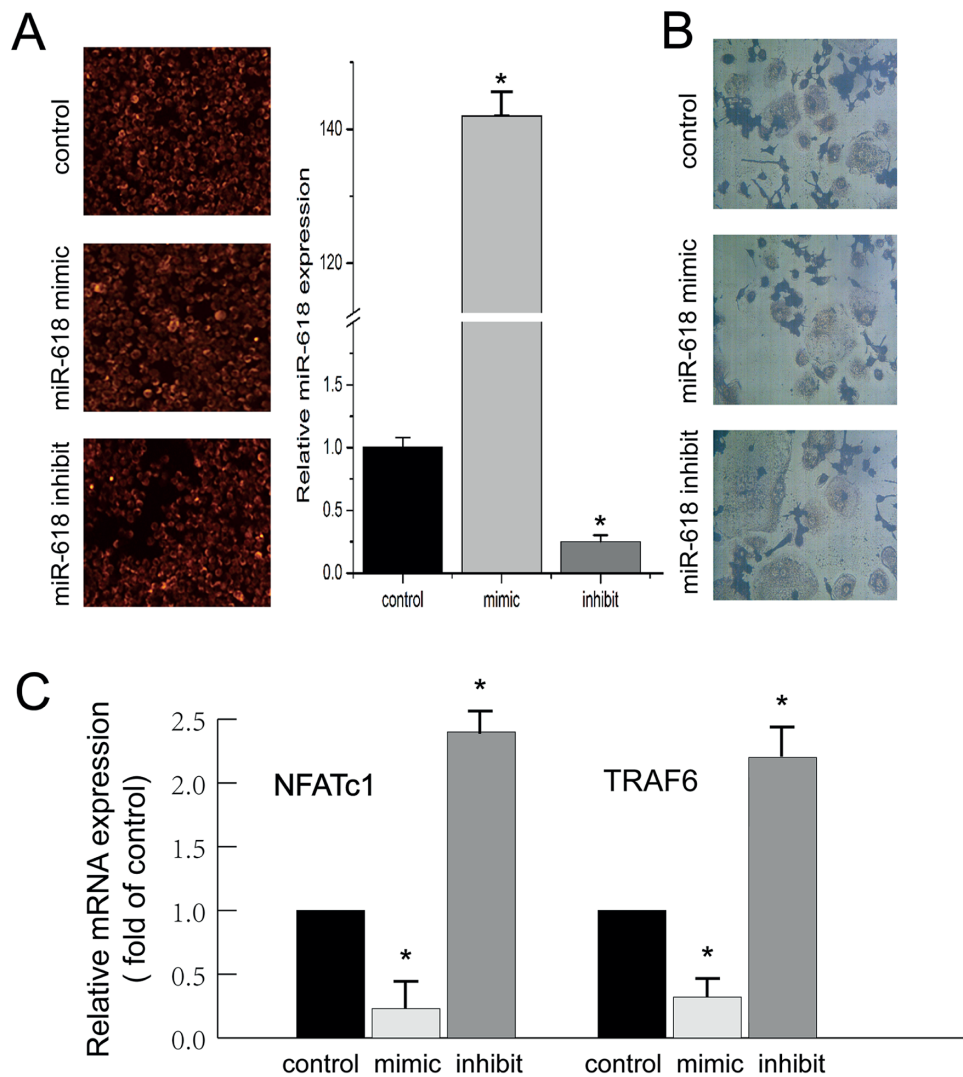 A
control
miR-618 mimic
miR-618 inhibit
Relative miR-618 expression
140
120
1.5
1.0
0.5
0.0
*
*
control mimic inhibit
B
control
miR-618 mimic
miR-618 inhibit
C
Relative mRNA expression
( fold of control)
2.5
2.0
1.5
1.0
0.5
0.0
NFATc1
TRAF6
*
*
*
*
control mimic inhibit control mimic inhibit